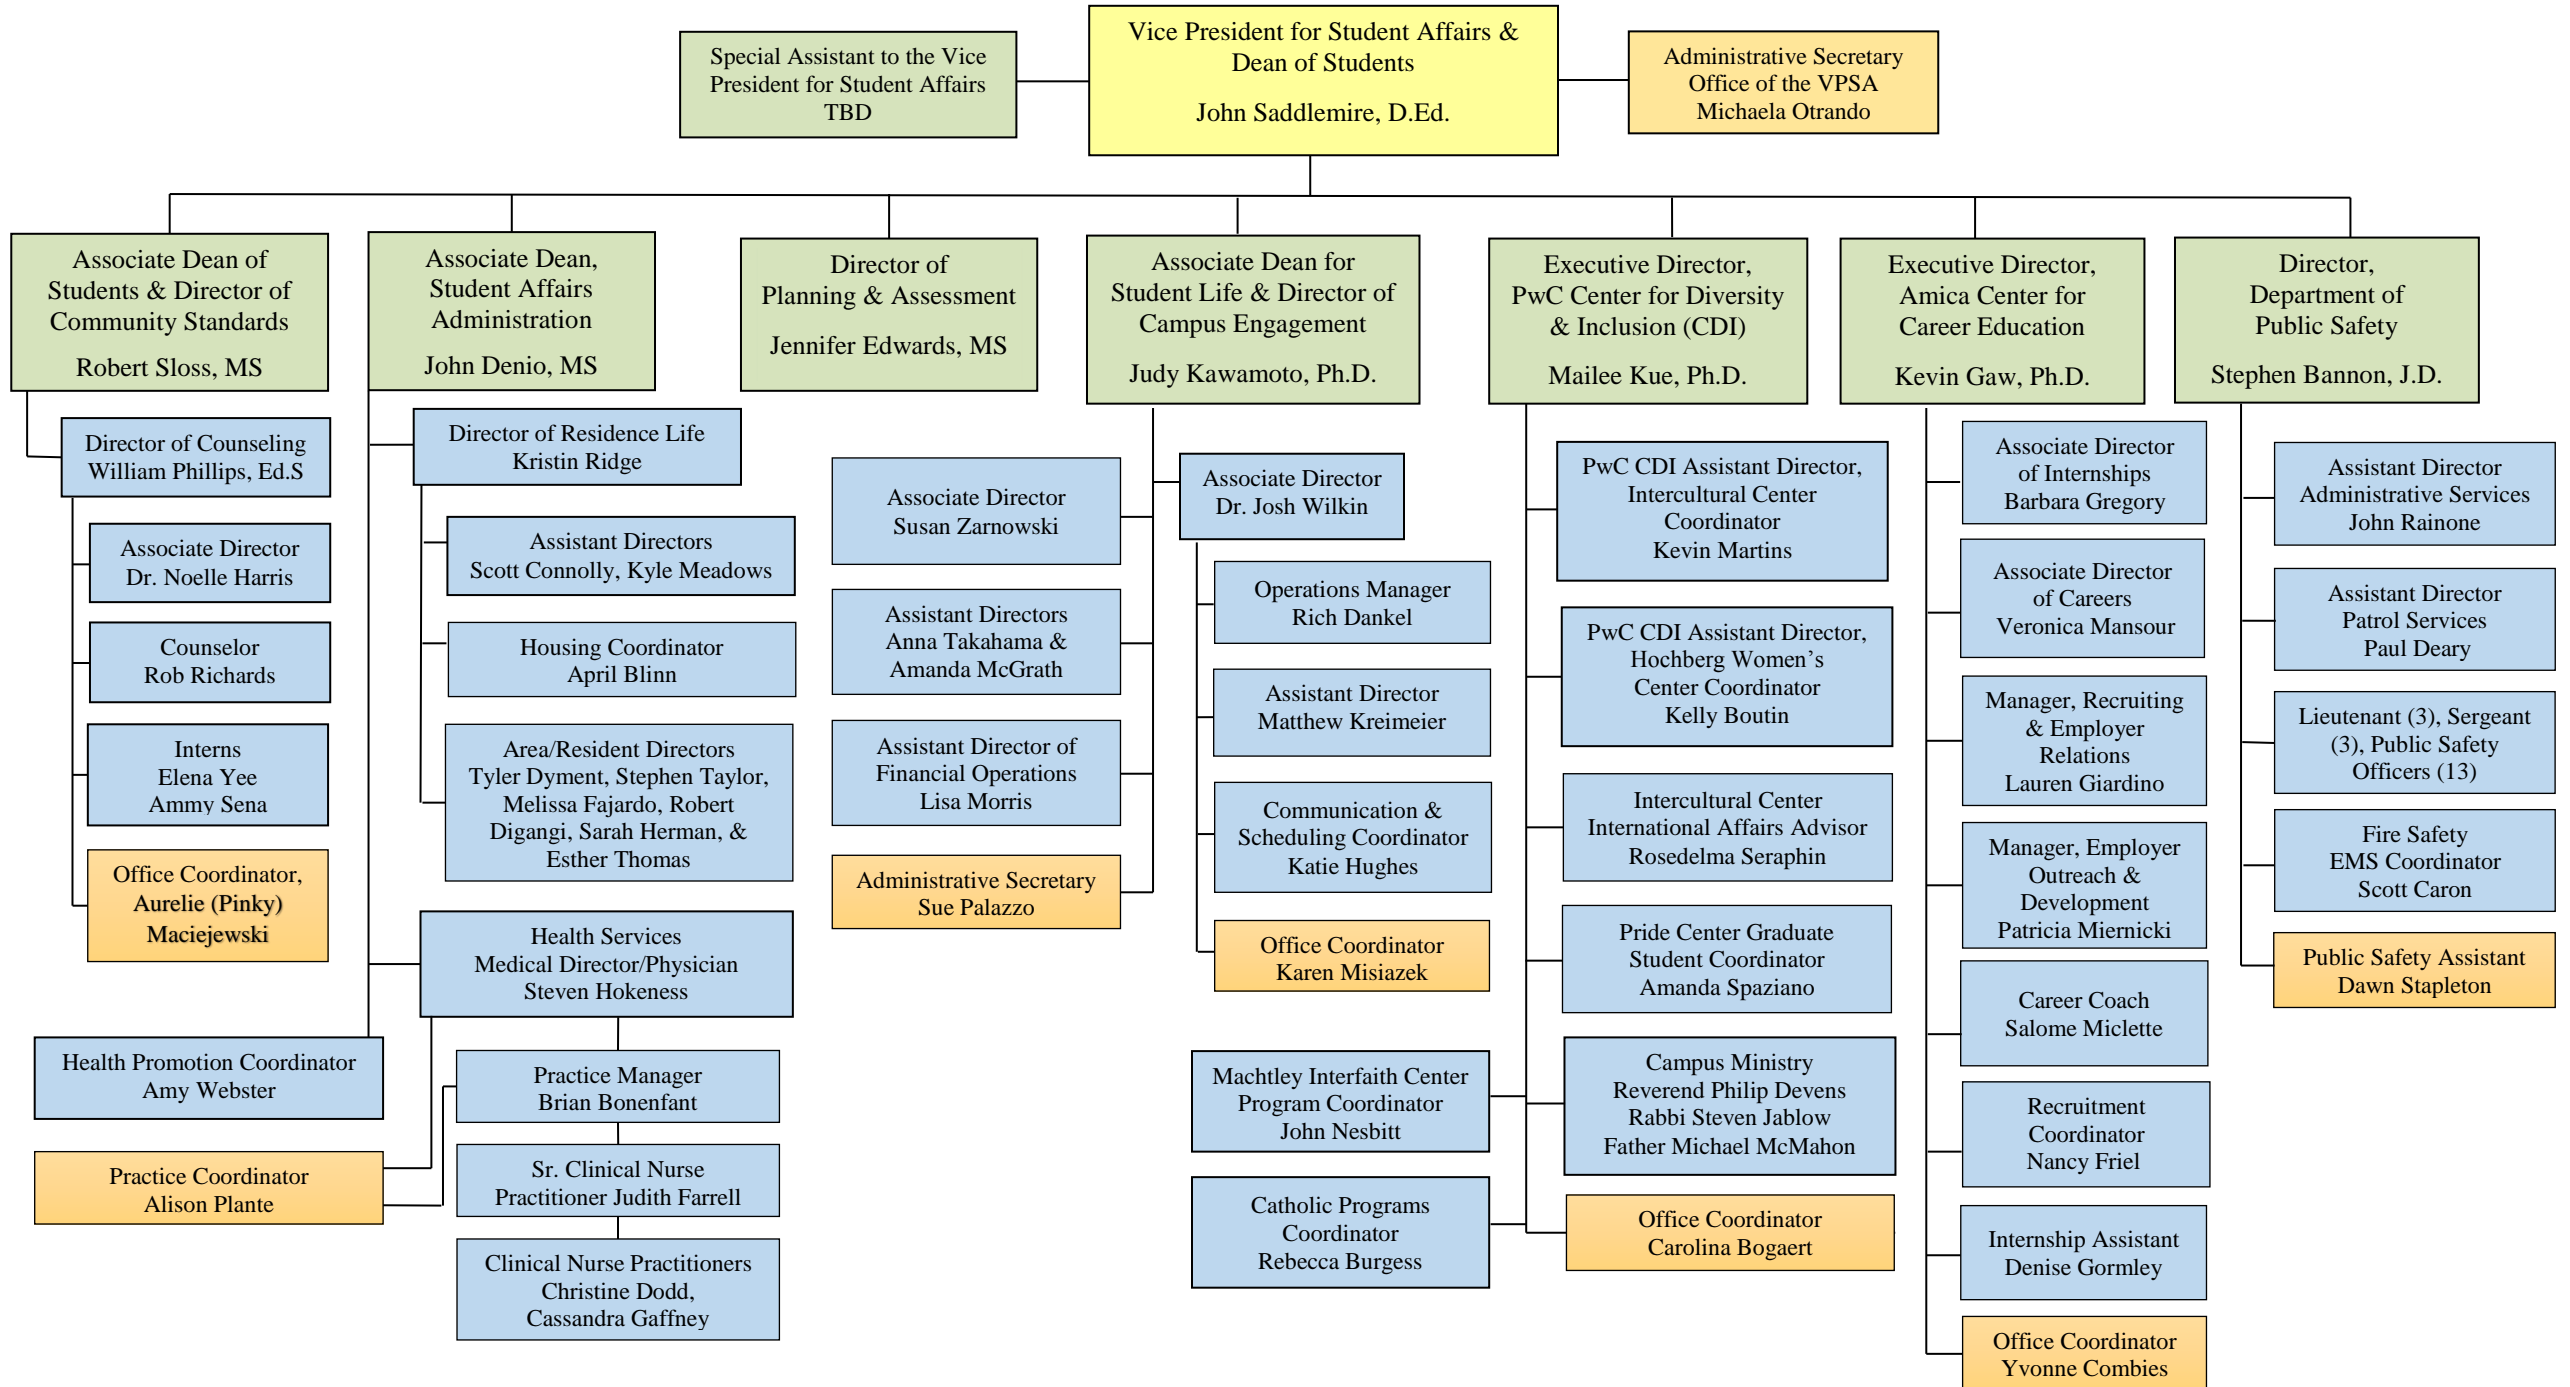 Special Assistant to the Vice
President for Student Affairs
TBD
Vice President for Student Affairs &
Dean of Students
John Saddlemire, D.Ed.
Administrative Secretary
Office of the VPSA
Michaela Otrando
Associate Dean of
Students & Director of
Community Standards
Robert Sloss, MS
Director of Counseling
William Phillips, Ed.S
Associate Director
Dr. Noelle Harris
Counselor
Rob Richards
Interns
Elena Yee
Ammy Sena
Office Coordinator,
Aurelie (Pinky)
Maciejewski
Associate Dean,
Student Affairs
Administration
John Denio, MS
Director of Residence Life
Kristin Ridge
Assistant Directors
Scott Connolly, Kyle Meadows
Housing Coordinator
April Blinn
Area/Resident Directors
Tyler Dyment, Stephen Taylor,
Melissa Fajardo, Robert
Digangi, Sarah Herman, &
Esther Thomas
Health Services
Medical Director/Physician
Steven Hokeness
Health Promotion Coordinator
Amy Webster
Practice Manager
Brian Bonenfant
Practice Coordinator
Alison Plante
Sr. Clinical Nurse
Practitioner Judith Farrell
Clinical Nurse Practitioners
Christine Dodd,
Cassandra Gaffney
Director of
Planning & Assessment
Jennifer Edwards, MS
Associate Dean for
Student Life & Director of
Campus Engagement
Judy Kawamoto, Ph.D.
Associate Director
Susan Zarnowski
Assistant Directors
Anna Takahama &
Amanda McGrath
Assistant Director of
Financial Operations
Lisa Morris
Administrative Secretary
Sue Palazzo
Associate Director
Dr. Josh Wilkin
Operations Manager
Rich Dankel
Assistant Director
Matthew Kreimeier
Communication &
Scheduling Coordinator
Katie Hughes
Office Coordinator
Karen Misiazek
Executive Director,
PwC Center for Diversity
& Inclusion (CDI)
Mailee Kue, Ph.D.
PwC CDI Assistant Director,
Intercultural Center
Coordinator
Kevin Martins
PwC CDI Assistant Director,
Hochberg Women's
Center Coordinator
Kelly Boutin
Intercultural Center
International Affairs Advisor
Rosedelma Seraphin
Pride Center Graduate
Student Coordinator
Amanda Spaziano
Machtley Interfaith Center
Program Coordinator
John Nesbitt
Campus Ministry
Reverend Philip Devens
Rabbi Steven Jablow
Father Michael McMahon
Catholic Programs
Coordinator
Rebecca Burgess
Office Coordinator
Carolina Bogaert
Executive Director,
Amica Center for
Career Education
Kevin Gaw, Ph.D.
Associate Director
of Internships
Barbara Gregory
Associate Director
of Careers
Veronica Mansour
Manager, Recruiting
& Employer
Relations
Lauren Giardino
Manager, Employer
Outreach &
Development
Patricia Miernicki
Career Coach
Salome Miclette
Recruitment
Coordinator
Nancy Friel
Internship Assistant
Denise Gormley
Office Coordinator
Yvonne Combies
Director,
Department of
Public Safety
Stephen Bannon, J.D.
Assistant Director
Administrative Services
John Rainone
Assistant Director
Patrol Services
Paul Deary
Lieutenant (3), Sergeant
(3), Public Safety
Officers (13)
Fire Safety
EMS Coordinator
Scott Caron
Public Safety Assistant
Dawn Stapleton